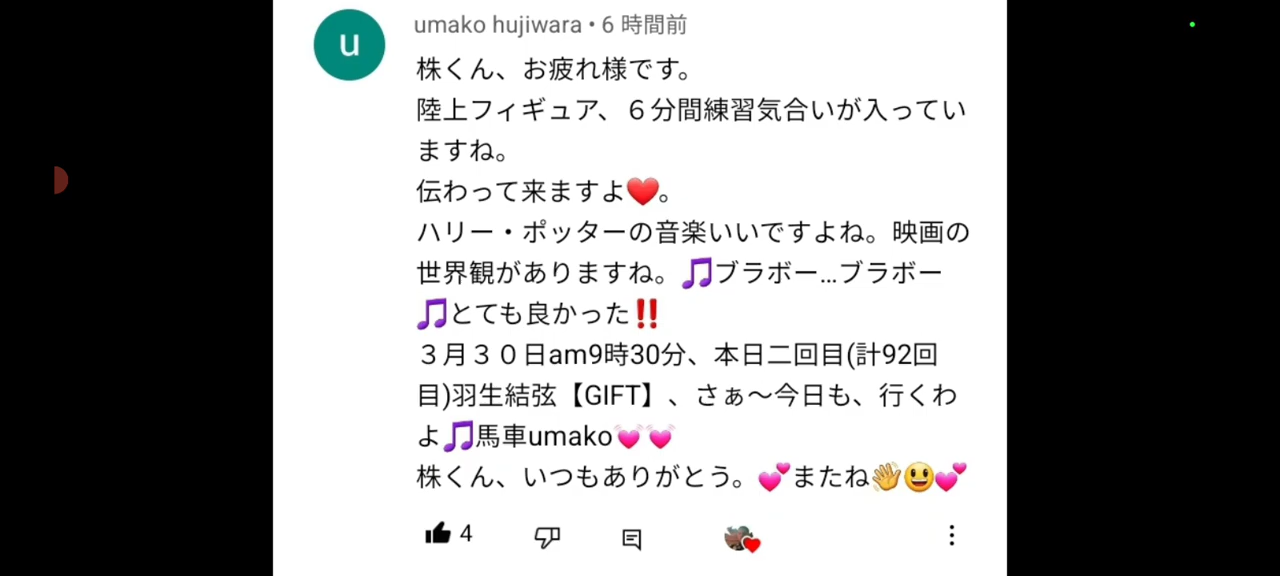 u
umako hujiwara • 6 時間前
株くん、お疲れ様です。
陸上フィギュア、６分間練習気合いが入ってい
ますね。
伝わって来ますよ❤️。
ハリー・ポッターの音楽いいですよね。映画の
世界観がありますね。🎵ブラボー…ブラボー
🎵とても良かった‼️
３月３０日am9時30分、本日二回目(計92回
目)羽生結弦【GIFT】、さぁ〜今日も、行くわ
よ🎵馬車umako💓💓
株くん、いつもありがとう。💕またね👋😃💕
4